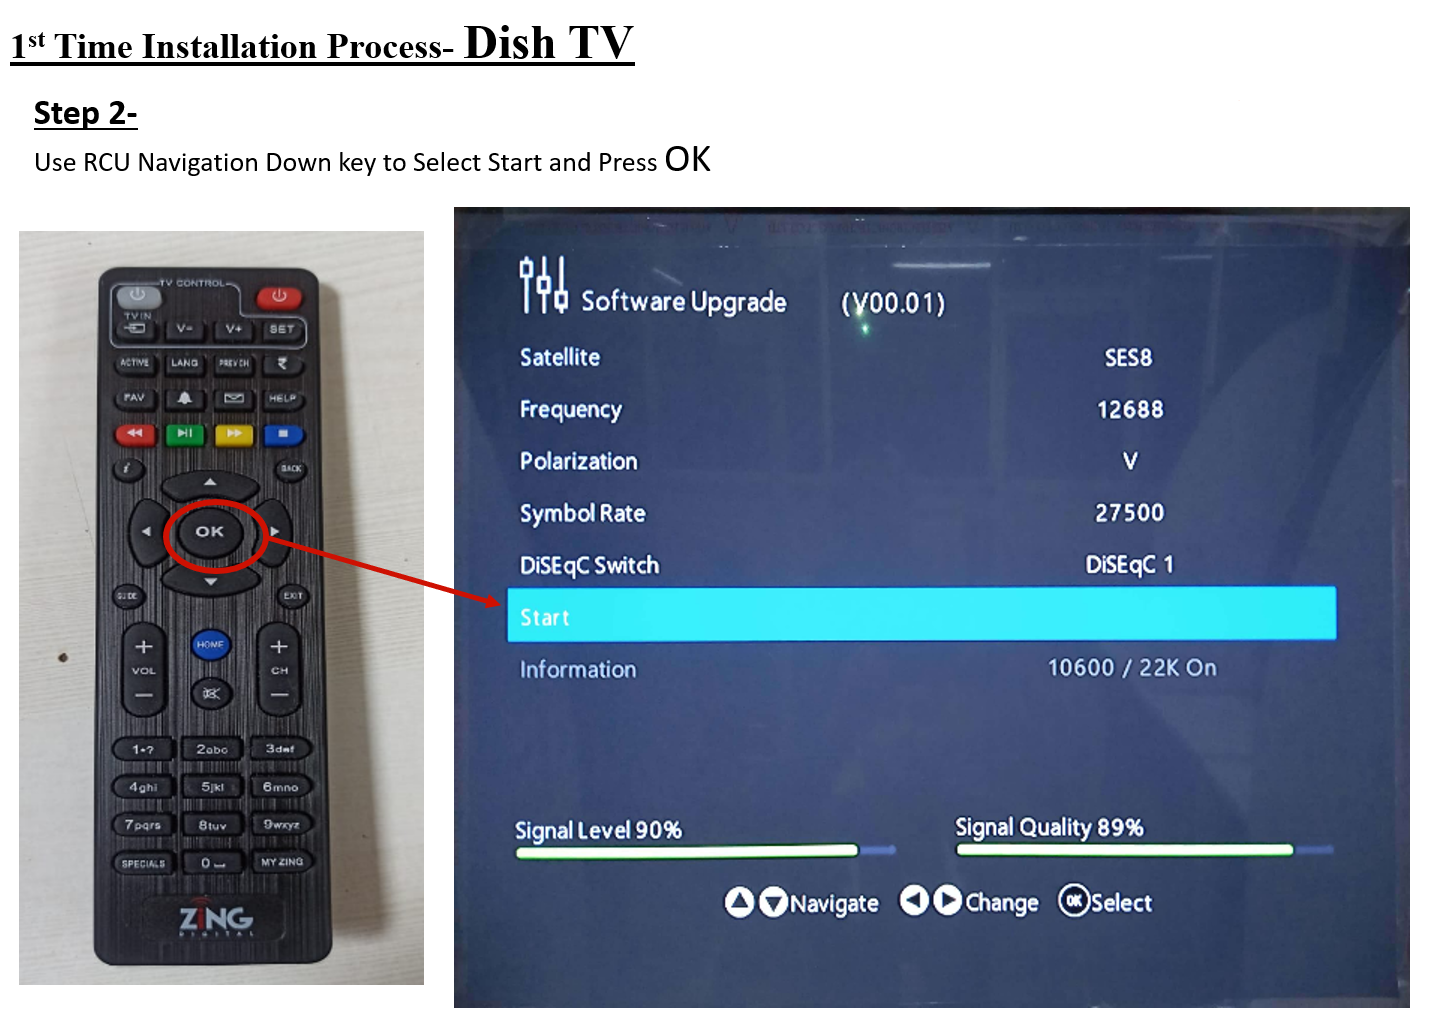 1st Time Installation Process- Dish TV
Step 2-
Use RCU Navigation Down key to Select Start and Press OK
TV CONTROL
TV IN
V- V+ SET
ACTIVE LANG PREV CH ₹
FAV HELP
i BACK
OK
GUIDE EXIT
+ HOME +
VOL CH
— —
1•? 2abc 3def
4ghi 5jkl 6mno
7pqrs 8tuv 9wxyz
SPECIALS 0 MY ZING
ZiNG
DIGITAL
Software Upgrade (V00.01)
Satellite SES8
Frequency 12688
Polarization V
Symbol Rate 27500
DiSEqC Switch DiSEqC 1
Start
Information 10600 / 22K On
Signal Level 90% Signal Quality 89%
Navigate Change OK Select